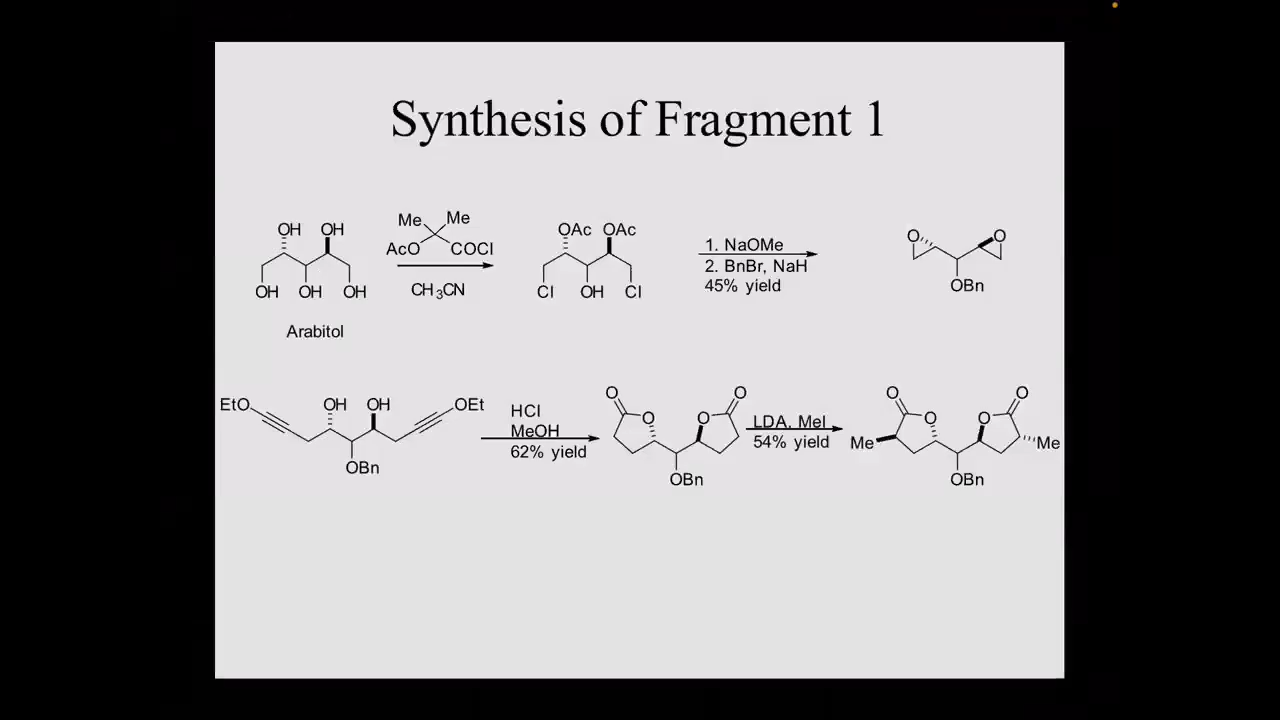 Synthesis of Fragment 1
OH OH
OH OH OH
Arabitol
Me Me
AcO COCl
CH3CN
OAc OAc
Cl OH Cl
1. NaOMe
2. BnBr, NaH
45% yield
O O
OBn
EtO OH OH OEt
OBn
HCl
MeOH
62% yield
O O
O O
OBn
LDA, MeI
54% yield
O O
O O
Me Me
OBn